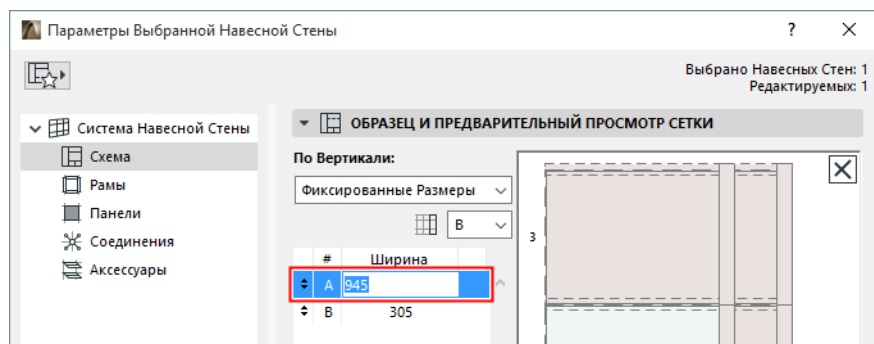 Параметры Выбранной Навесной Стены
?
Выбрано Навесных Стен: 1
Редактируемых: 1
Система Навесной Стены
Схема
Рамы
Панели
Соединения
Аксессуары
ОБРАЗЕЦ И ПРЕДВАРИТЕЛЬНЫЙ ПРОСМОТР СЕТКИ
По Вертикали:
Фиксированные Размеры
B
# Ширина
A 945
B 305
3